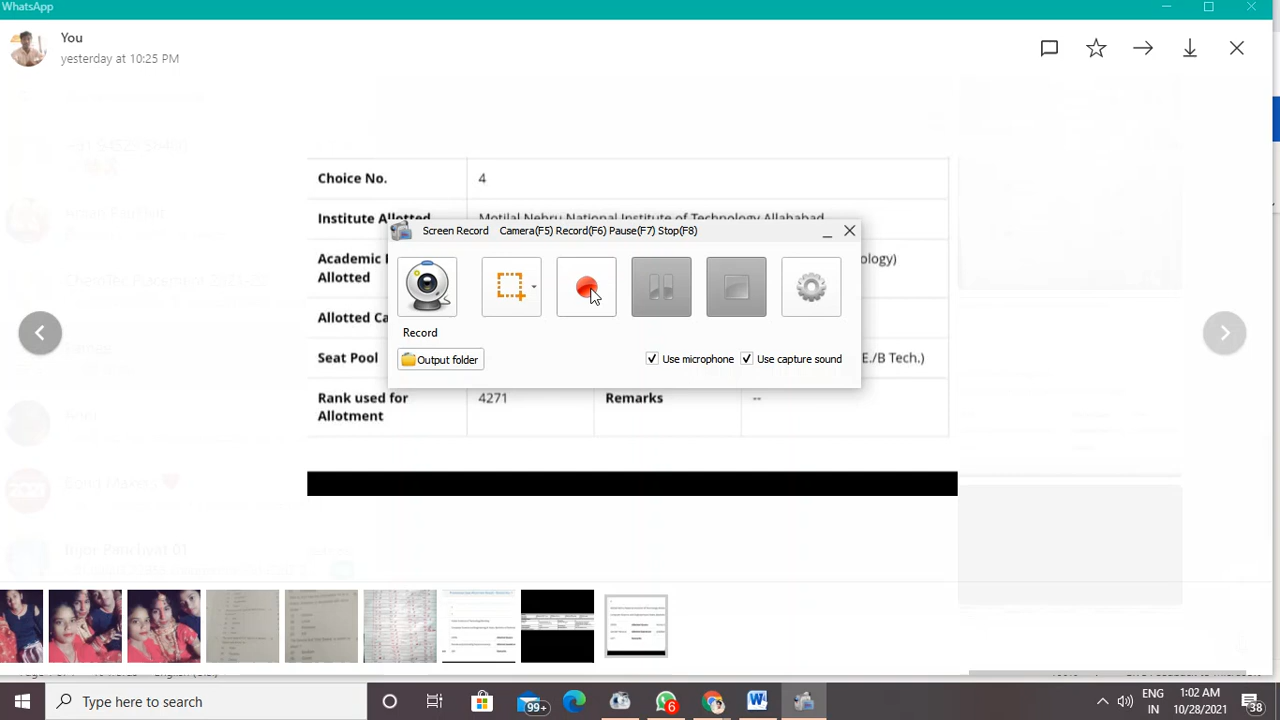 WhatsApp
You
yesterday at 10:25 PM
Choice No.
4
Institute Allotted
Motilal Nehru National Institute of Technology Allahabad
Screen Record Camera(F5) Record(F6) Pause(F7) Stop(F8)
Academic
ology)
Allotted
Allotted Ca
Record
Seat Pool
E./B Tech.)
Output folder
Use microphone
Use capture sound
Rank used for
Allotment
4271
Remarks
--
Type here to search
99+
6
ENG
IN
1:02 AM
10/28/2021
38